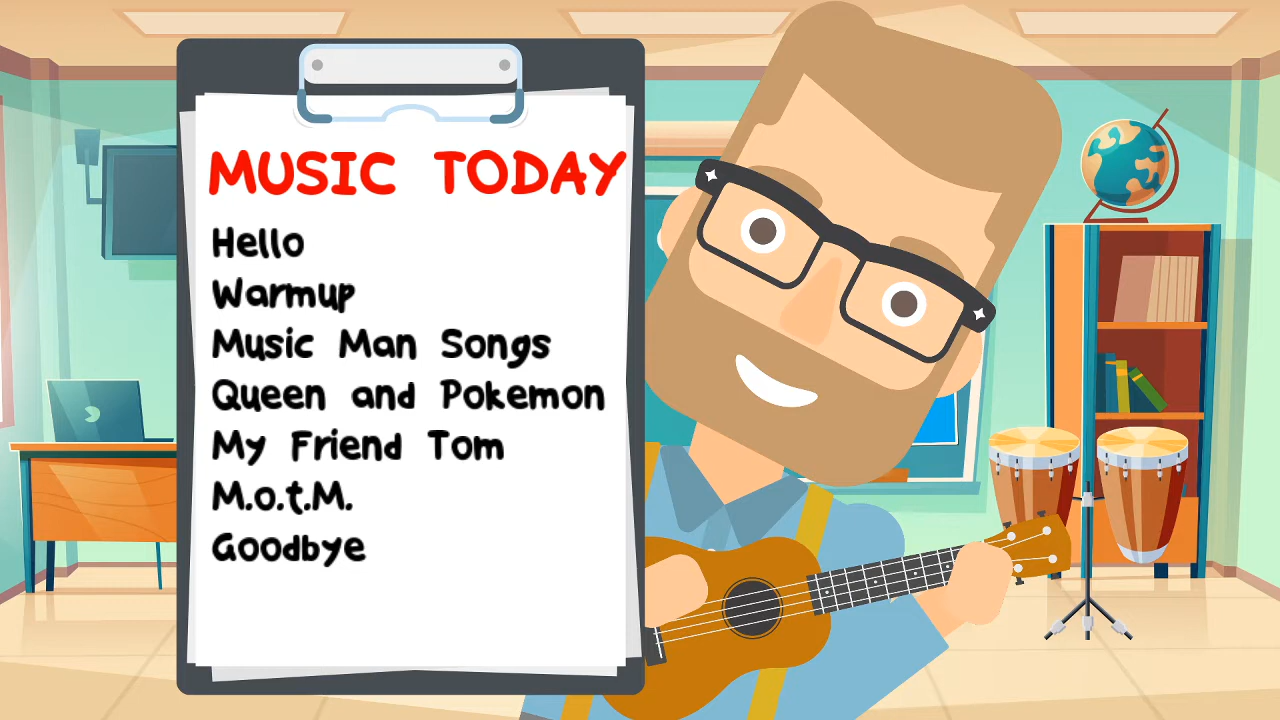 MUSIC TODAY
Hello
Warmup
Music Man Songs
Queen and Pokemon
My Friend Tom
M.o.t.M.
Goodbye